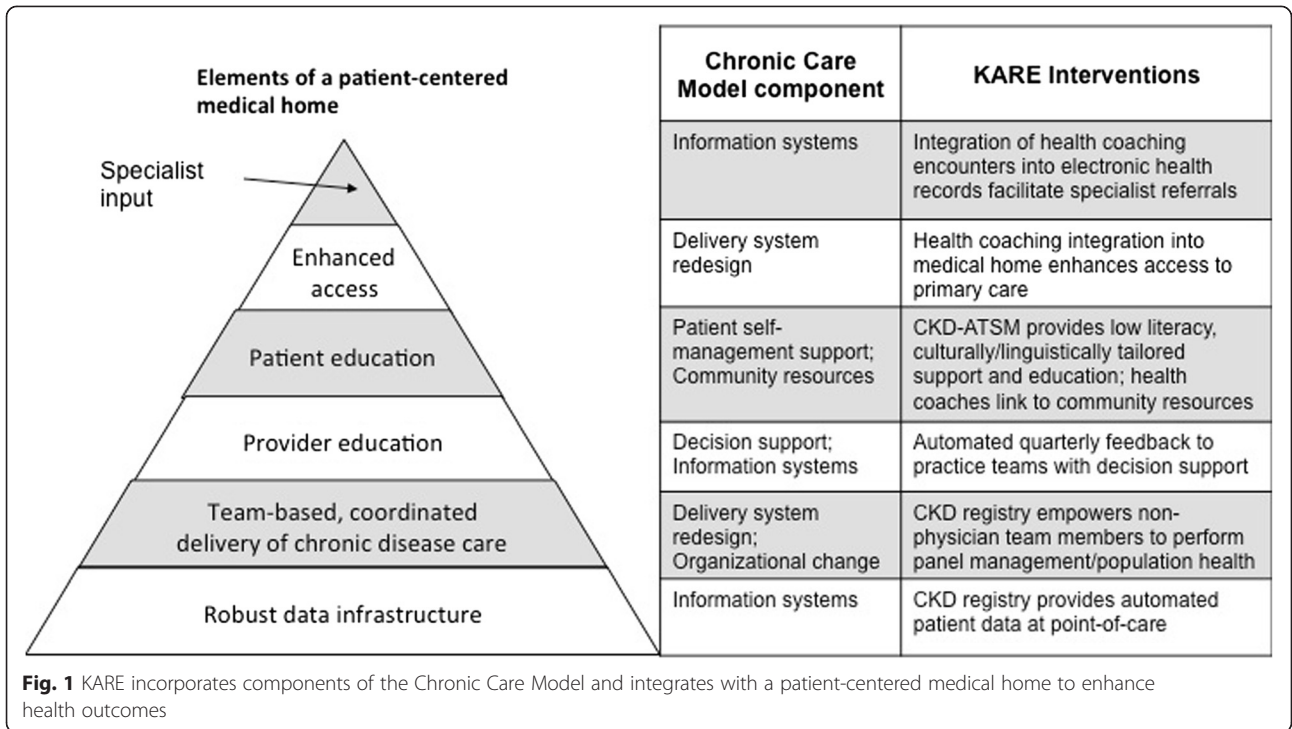 Elements of a patient-centered
medical home
Specialist
input
Enhanced
access
Patient education
Provider education
Team-based, coordinated
delivery of chronic disease care
Robust data infrastructure
Chronic Care
Model component
KARE Interventions
Information systems
Integration of health coaching
encounters into electronic health
records facilitate specialist referrals
Delivery system
redesign
Health coaching integration into
medical home enhances access to
primary care
Patient self-
management support;
Community resources
CKD-ATSM provides low literacy,
culturally/linguistically tailored
support and education; health
coaches link to community resources
Decision support;
Information systems
Automated quarterly feedback to
practice teams with decision support
Delivery system
redesign;
Organizational change
CKD registry empowers non-
physician team members to perform
panel management/population health
Information systems
CKD registry provides automated
patient data at point-of-care
Fig. 1 KARE incorporates components of the Chronic Care Model and integrates with a patient-centered medical home to enhance
health outcomes